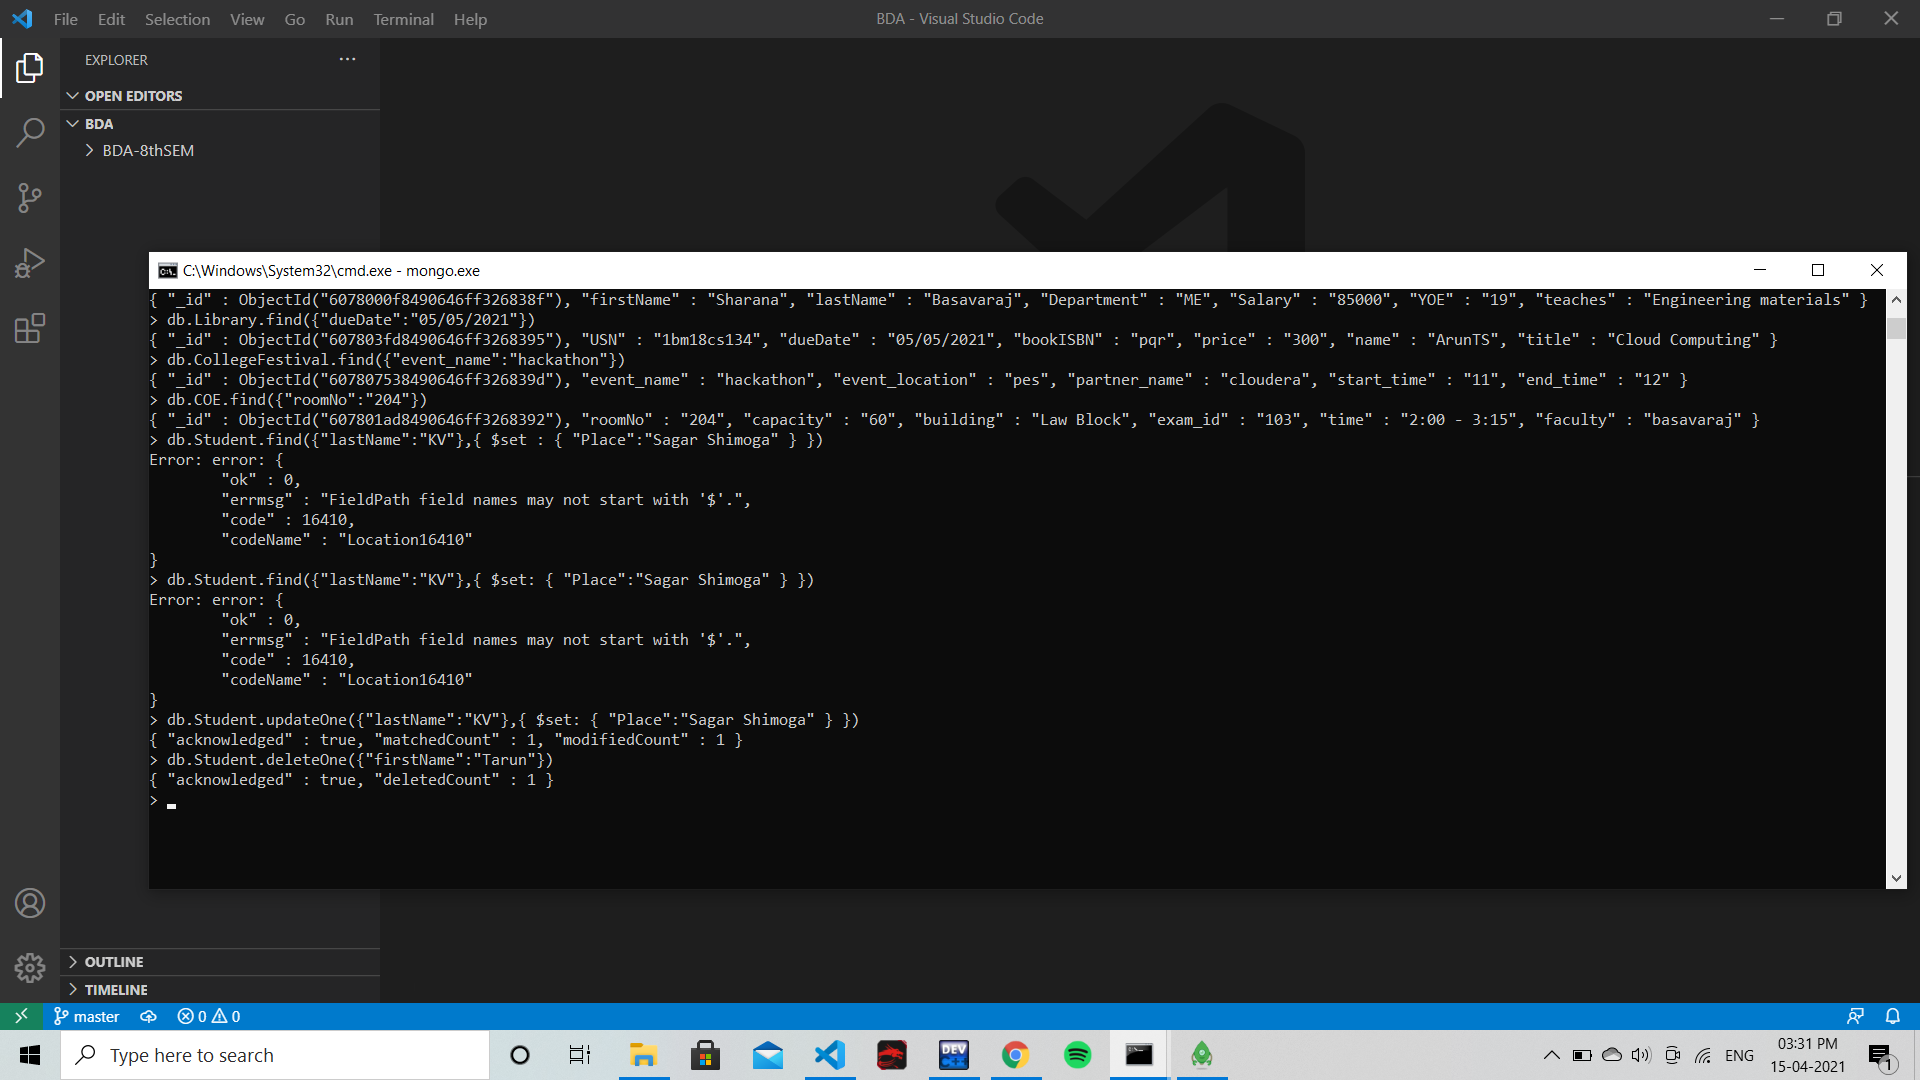 File Edit Selection View Go Run Terminal Help
BDA - Visual Studio Code
EXPLORER
OPEN EDITORS
BDA
BDA-8thSEM
C:\Windows\System32\cmd.exe - mongo.exe
{ "_id" : ObjectId("6078000f8490646ff326838f"), "firstName" : "Sharana", "lastName" : "Basavaraj", "Department" : "ME", "Salary" : "85000", "YOE" : "19", "teaches" : "Engineering materials" }
> db.Library.find({"dueDate":"05/05/2021"})
{ "_id" : ObjectId("607803fd8490646ff3268395"), "USN" : "1bm18cs134", "dueDate" : "05/05/2021", "bookISBN" : "pqr", "price" : "300", "name" : "ArunTS", "title" : "Cloud Computing" }
> db.CollegeFestival.find({"event_name":"hackathon"})
{ "_id" : ObjectId("607807538490646ff326839d"), "event_name" : "hackathon", "event_location" : "pes", "partner_name" : "cloudera", "start_time" : "11", "end_time" : "12" }
> db.COE.find({"roomNo":"204"})
{ "_id" : ObjectId("607801ad8490646ff3268392"), "roomNo" : "204", "capacity" : "60", "building" : "Law Block", "exam_id" : "103", "time" : "2:00 - 3:15", "faculty" : "basavaraj" }
> db.Student.find({"lastName":"KV"},{ $set : { "Place":"Sagar Shimoga" } })
Error: error: {
"ok" : 0,
"errmsg" : "FieldPath field names may not start with '$'.",
"code" : 16410,
"codeName" : "Location16410"
}
> db.Student.find({"lastName":"KV"},{ $set: { "Place":"Sagar Shimoga" } })
Error: error: {
"ok" : 0,
"errmsg" : "FieldPath field names may not start with '$'.",
"code" : 16410,
"codeName" : "Location16410"
}
> db.Student.updateOne({"lastName":"KV"},{ $set: { "Place":"Sagar Shimoga" } })
{ "acknowledged" : true, "matchedCount" : 1, "modifiedCount" : 1 }
> db.Student.deleteOne({"firstName":"Tarun"})
{ "acknowledged" : true, "deletedCount" : 1 }
>
OUTLINE
TIMELINE
master 0 0
Type here to search
DEV C++
ENG
03:31 PM
15-04-2021
1